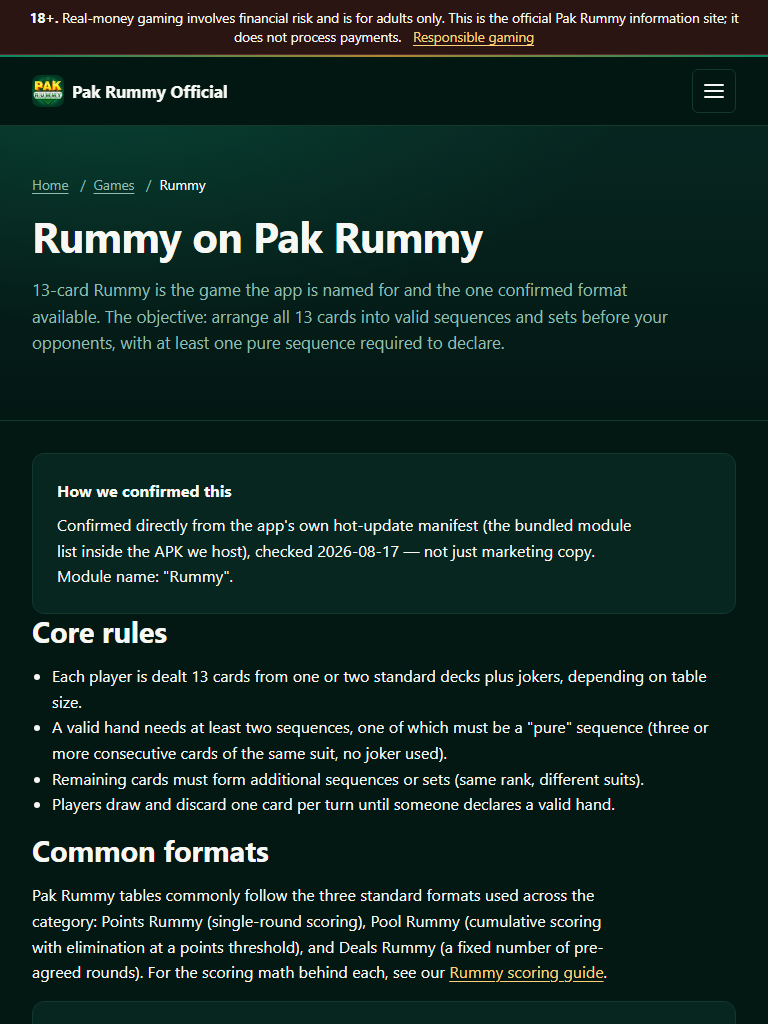 18+. Real-money gaming involves financial risk and is for adults only. This is the official Pak Rummy information site; it
does not process payments. Responsible gaming
PAK
RUMMY
Pak Rummy Official
Home / Games / Rummy
Rummy on Pak Rummy
13-card Rummy is the game the app is named for and the one confirmed format
available. The objective: arrange all 13 cards into valid sequences and sets before your
opponents, with at least one pure sequence required to declare.
How we confirmed this
Confirmed directly from the app's own hot-update manifest (the bundled module
list inside the APK we host), checked 2026-08-17 — not just marketing copy.
Module name: "Rummy".
Core rules
• Each player is dealt 13 cards from one or two standard decks plus jokers, depending on table
size.
• A valid hand needs at least two sequences, one of which must be a "pure" sequence (three or
more consecutive cards of the same suit, no joker used).
• Remaining cards must form additional sequences or sets (same rank, different suits).
• Players draw and discard one card per turn until someone declares a valid hand.
Common formats
Pak Rummy tables commonly follow the three standard formats used across the
category: Points Rummy (single-round scoring), Pool Rummy (cumulative scoring
with elimination at a points threshold), and Deals Rummy (a fixed number of pre-
agreed rounds). For the scoring math behind each, see our Rummy scoring guide.